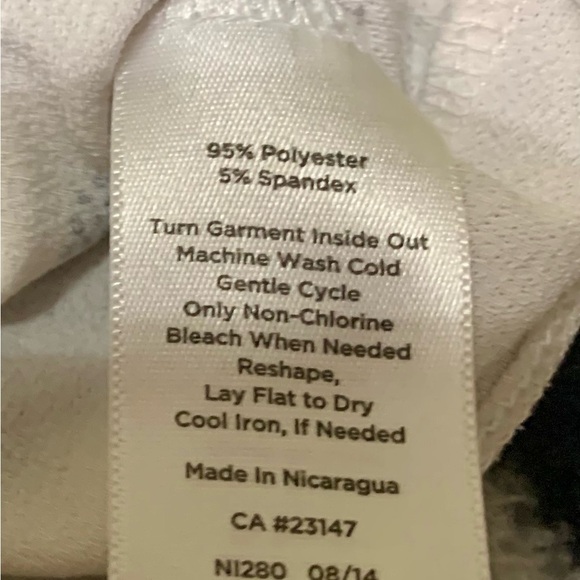 95% Polyester
5% Spandex
Turn Garment Inside Out
Machine Wash Cold
Gentle Cycle
Only Non-Chlorine
Bleach When Needed
Reshape,
Lay Flat to Dry
Cool Iron, If Needed
Made In Nicaragua
CA #23147
NI280 08/14